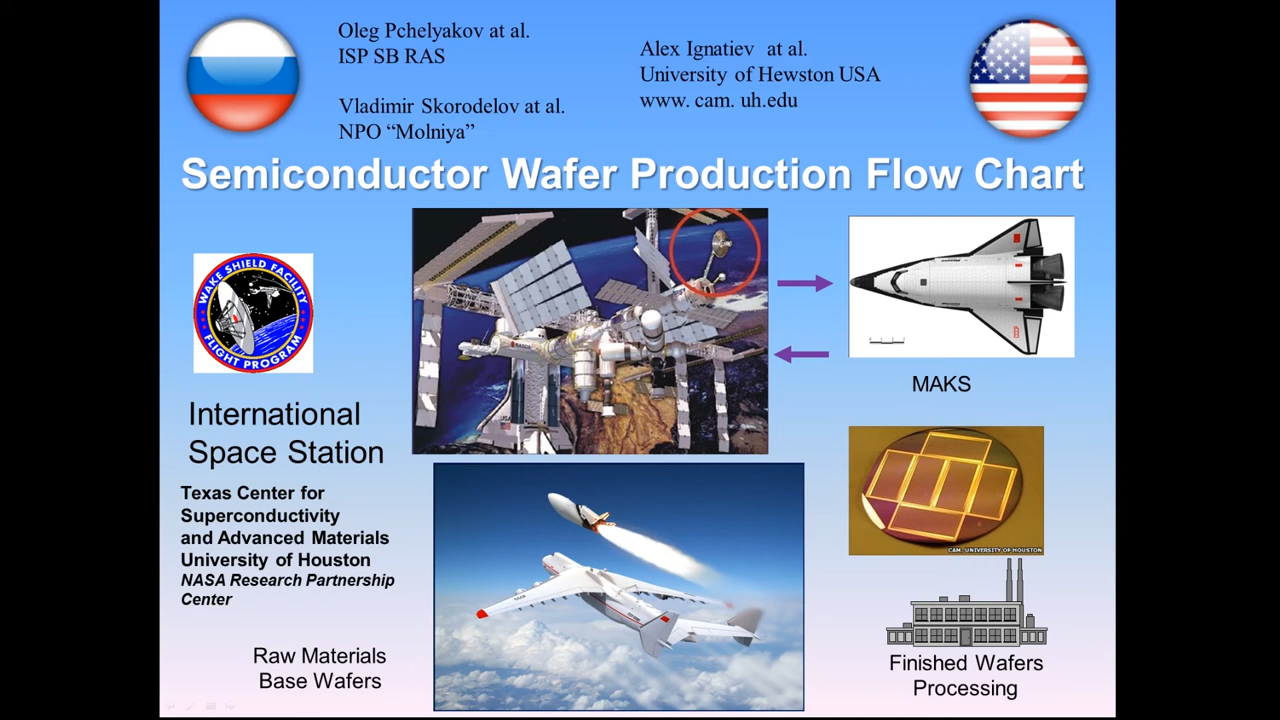 Oleg Pchelyakov at al.
ISP SB RAS
Vladimir Skorodelov at al.
NPO “Molniya”
Alex Ignatiev at al.
University of Hewston USA
www. cam. uh.edu
Semiconductor Wafer Production Flow Chart
WAKE SHIELD FACILITY
FLIGHT PROGRAM
International
Space Station
Texas Center for
Superconductivity
and Advanced Materials
University of Houston
NASA Research Partnership
Center
Raw Materials
Base Wafers
USA
MAKS
CAM, UNIVERSITY OF HOUSTON
Finished Wafers
Processing